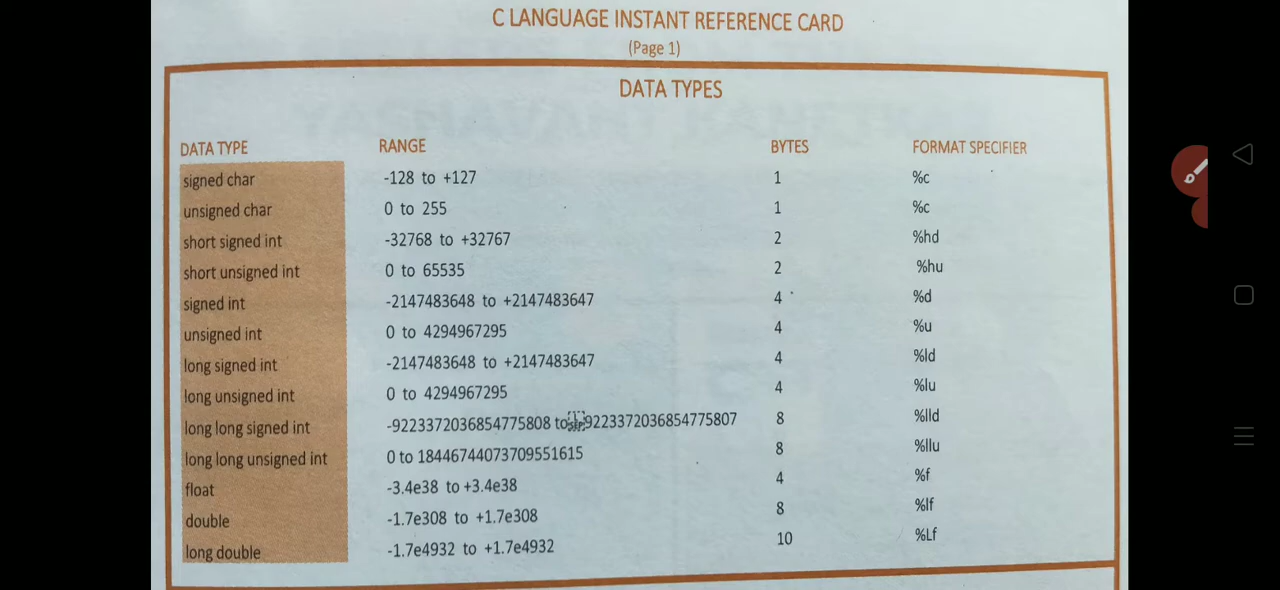 C LANGUAGE INSTANT REFERENCE CARD
(Page 1)
DATA TYPES
DATA TYPE RANGE BYTES FORMAT SPECIFIER
signed char -128 to +127 1 %c
unsigned char 0 to 255 1 %c
short signed int -32768 to +32767 2 %hd
short unsigned int 0 to 65535 2 %hu
signed int -2147483648 to +2147483647 4 %d
unsigned int 0 to 4294967295 4 %u
long signed int -2147483648 to +2147483647 4 %ld
long unsigned int 0 to 4294967295 4 %lu
long long signed int -9223372036854775808 to 9223372036854775807 8 %lld
long long unsigned int 0 to 18446744073709551615 8 %llu
float -3.4e38 to +3.4e38 4 %f
double -1.7e308 to +1.7e308 8 %lf
long double -1.7e4932 to +1.7e4932 10 %Lf